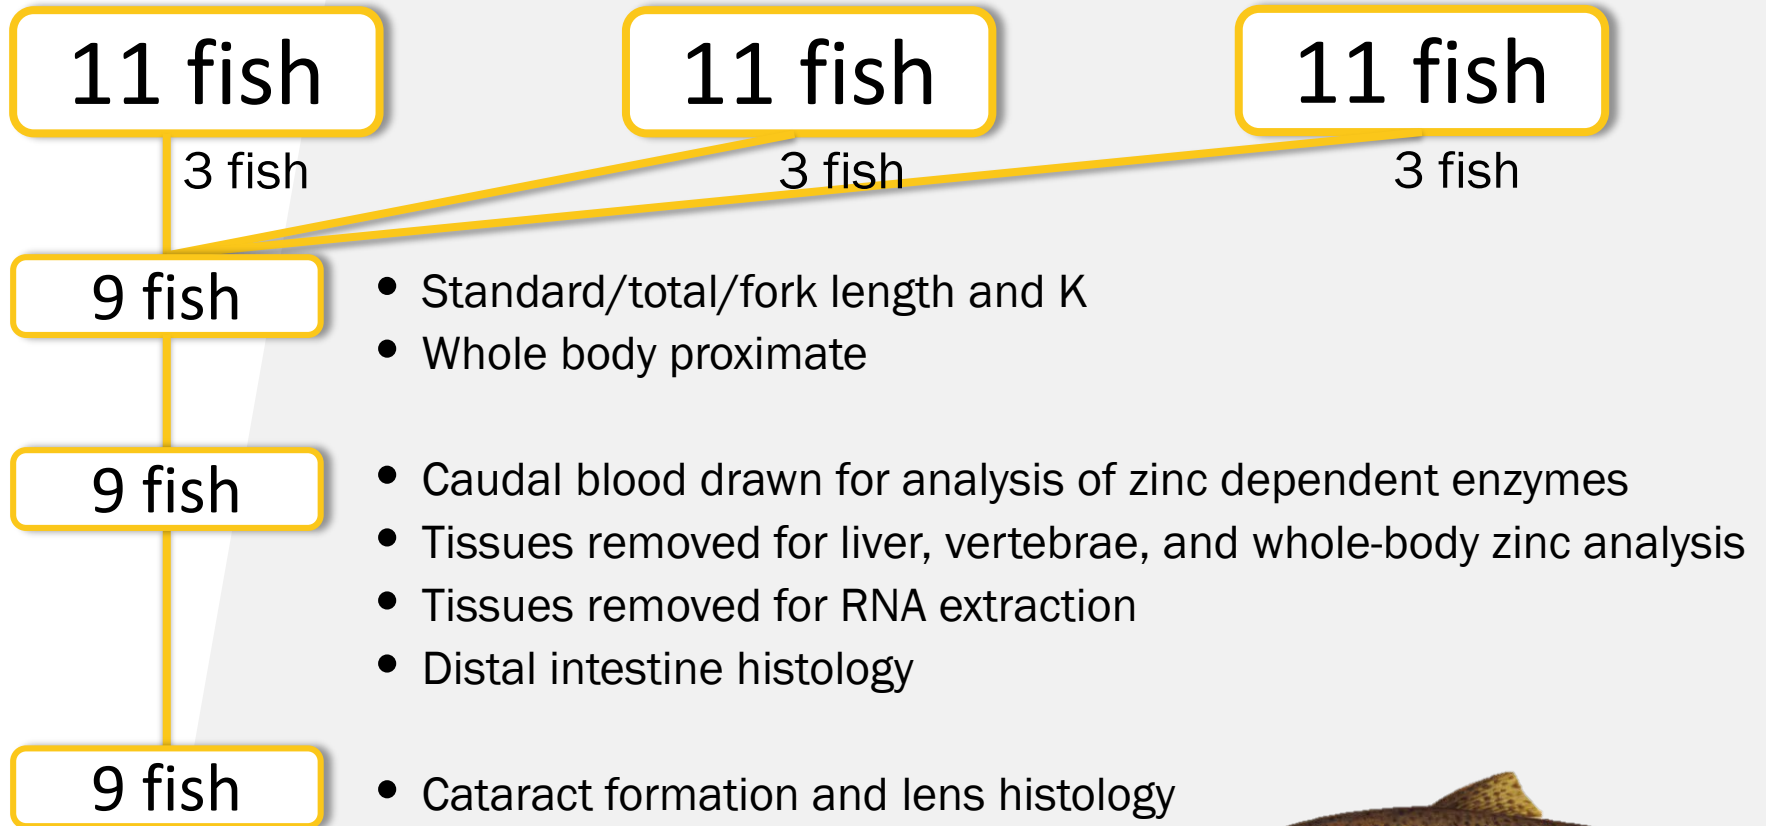 11 fish
11 fish
11 fish
3 fish
3 fish
3 fish
9 fish
• Standard/total/fork length and K
• Whole body proximate
9 fish
• Caudal blood drawn for analysis of zinc dependent enzymes
• Tissues removed for liver, vertebrae, and whole-body zinc analysis
• Tissues removed for RNA extraction
• Distal intestine histology
9 fish
• Cataract formation and lens histology